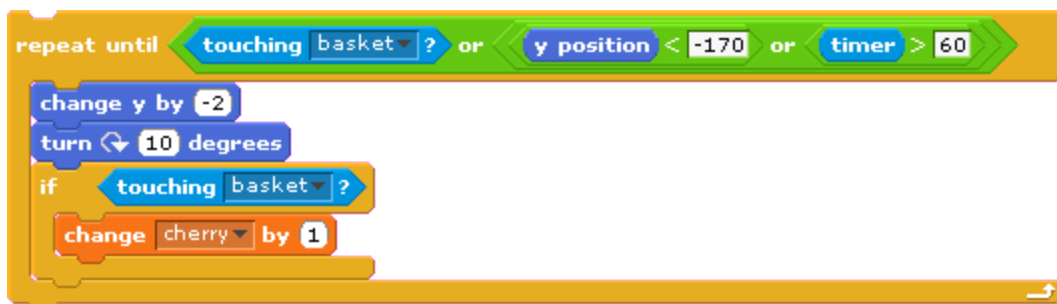 repeat until touching basket ? or y position < -170 or timer > 60
change y by -2
turn 10 degrees
if touching basket ?
change cherry by 1